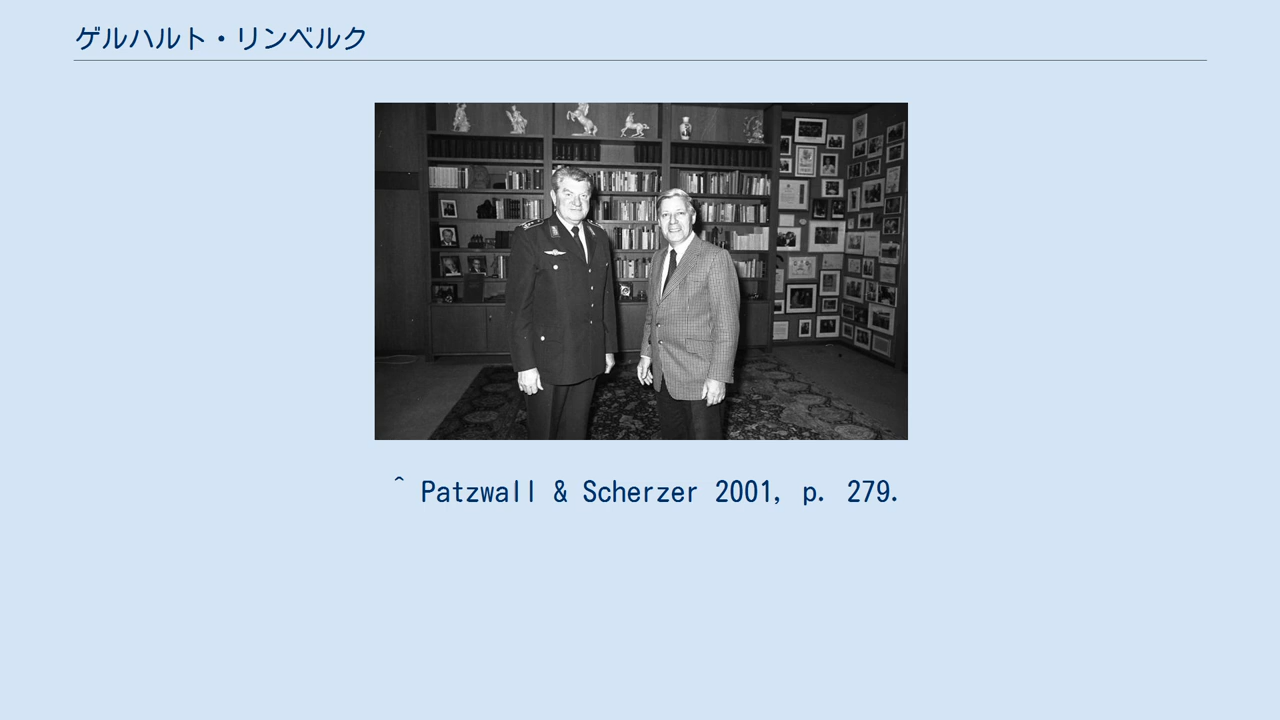 ゲルハルト・リンベルク
^ Patzwall & Scherzer 2001, p. 279.